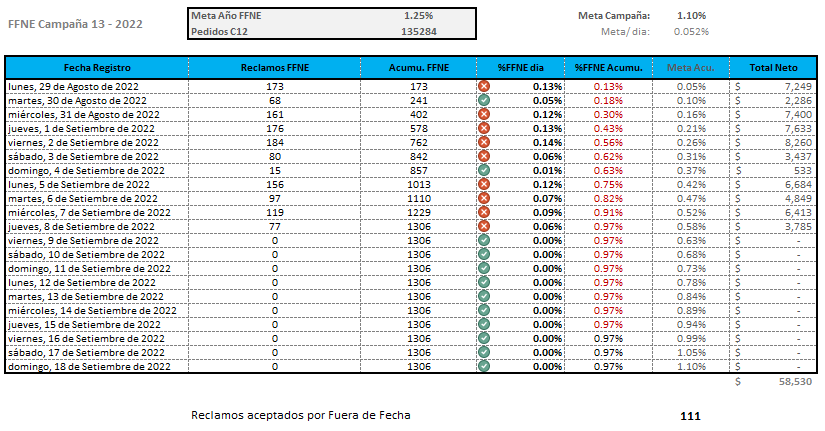 FFNE Campaña 13 - 2022
Meta Año FFNE 1.25%
Pedidos C12 135284
Meta Campaña: 1.10%
Meta/ dia: 0.052%
Fecha Registro Reclamos FFNE Acumu. FFNE %FFNE dia %FFNE Acumu. Meta Acu. Total Neto
lunes, 29 de Agosto de 2022 173 173 0.13% 0.13% 0.05% $ 7,249
martes, 30 de Agosto de 2022 68 241 0.05% 0.18% 0.10% $ 2,286
miércoles, 31 de Agosto de 2022 161 402 0.12% 0.30% 0.16% $ 7,400
jueves, 1 de Setiembre de 2022 176 578 0.13% 0.43% 0.21% $ 7,633
viernes, 2 de Setiembre de 2022 184 762 0.14% 0.56% 0.26% $ 8,260
sábado, 3 de Setiembre de 2022 80 842 0.06% 0.62% 0.31% $ 3,437
domingo, 4 de Setiembre de 2022 15 857 0.01% 0.63% 0.37% $ 533
lunes, 5 de Setiembre de 2022 156 1013 0.12% 0.75% 0.42% $ 6,684
martes, 6 de Setiembre de 2022 97 1110 0.07% 0.82% 0.47% $ 4,849
miércoles, 7 de Setiembre de 2022 119 1229 0.09% 0.91% 0.52% $ 6,413
jueves, 8 de Setiembre de 2022 77 1306 0.06% 0.97% 0.58% $ 3,785
viernes, 9 de Setiembre de 2022 0 1306 0.00% 0.97% 0.63% $ -
sábado, 10 de Setiembre de 2022 0 1306 0.00% 0.97% 0.68% $ -
domingo, 11 de Setiembre de 2022 0 1306 0.00% 0.97% 0.73% $ -
lunes, 12 de Setiembre de 2022 0 1306 0.00% 0.97% 0.78% $ -
martes, 13 de Setiembre de 2022 0 1306 0.00% 0.97% 0.84% $ -
miércoles, 14 de Setiembre de 2022 0 1306 0.00% 0.97% 0.89% $ -
jueves, 15 de Setiembre de 2022 0 1306 0.00% 0.97% 0.94% $ -
viernes, 16 de Setiembre de 2022 0 1306 0.00% 0.97% 0.99% $ -
sábado, 17 de Setiembre de 2022 0 1306 0.00% 0.97% 1.05% $ -
domingo, 18 de Setiembre de 2022 0 1306 0.00% 0.97% 1.10% $ -
$ 58,530
Reclamos aceptados por Fuera de Fecha 111